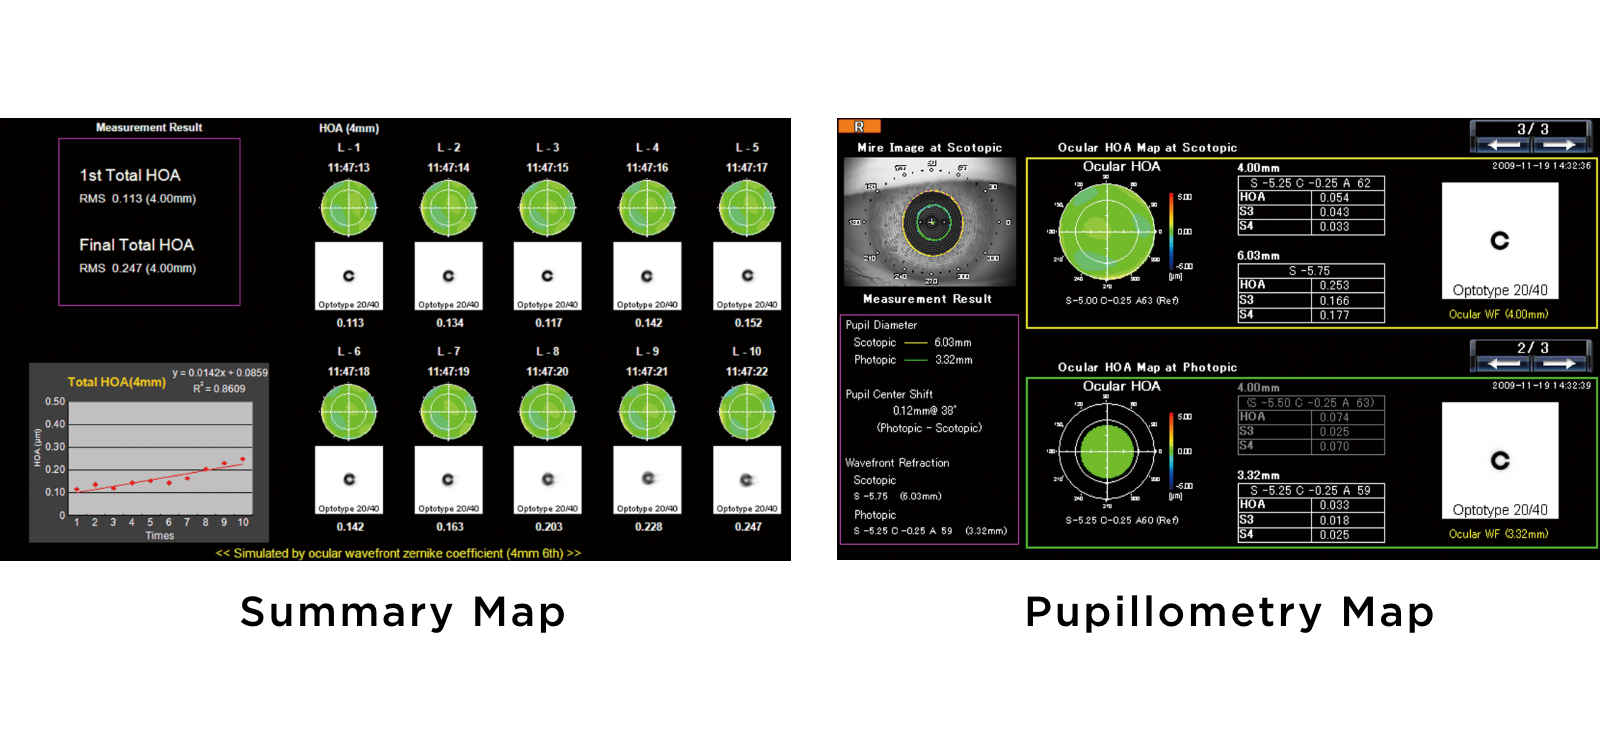 Measurement Result
1st Total HOA
RMS 0.113 (4.00mm)
Final Total HOA
RMS 0.247 (4.00mm)
HOA (4mm)
L - 1 L - 2 L - 3 L - 4 L - 5
11:47:13 11:47:14 11:47:15 11:47:16 11:47:17
Optotype 20/40 Optotype 20/40 Optotype 20/40 Optotype 20/40 Optotype 20/40
0.113 0.134 0.117 0.142 0.152
L - 6 L - 7 L - 8 L - 9 L - 10
11:47:18 11:47:19 11:47:20 11:47:21 11:47:22
Optotype 20/40 Optotype 20/40 Optotype 20/40 Optotype 20/40 Optotype 20/40
0.142 0.163 0.203 0.228 0.247
Total HOA(4mm)
y = 0.0142x + 0.0859
R² = 0.8609
HOA (μm)
0.50
0.40
0.30
0.20
0.10
0
1 2 3 4 5 6 7 8 9 10
Times
<< Simulated by ocular wavefront zernike coefficient (4mm 6th) >>
Summary Map
R
Mire Image at Scotopic
Measurement Result
Pupil Diameter
Scotopic 6.03mm
Photopic 3.32mm
Pupil Center Shift
0.12mm@ 38°
(Photopic - Scotopic)
Wavefront Refraction
Scotopic
S -5.75 (6.03mm)
Photopic
S -5.25 C -0.25 A 59 (3.32mm)
3/ 3
Ocular HOA Map at Scotopic
2009-11-19 14:32:36
Ocular HOA
5.00
0.00
-5.00
[μm]
S-5.00 C-0.25 A63 (Ref)
4.00mm
S -5.25 C -0.25 A 62
HOA 0.054
S3 0.043
S4 0.033
6.03mm
S -5.75
HOA 0.253
S3 0.166
S4 0.177
C
Optotype 20/40
Ocular WF (4.00mm)
2/ 3
Ocular HOA Map at Photopic
2009-11-19 14:32:39
Ocular HOA
5.00
0.00
-5.00
[μm]
S-5.25 C-0.25 A60 (Ref)
4.00mm
(S -5.50 C -0.25 A 63)
HOA 0.074
S3 0.025
S4 0.070
3.32mm
S -5.25 C -0.25 A 59
HOA 0.033
S3 0.018
S4 0.025
C
Optotype 20/40
Ocular WF (3.32mm)
Pupillometry Map